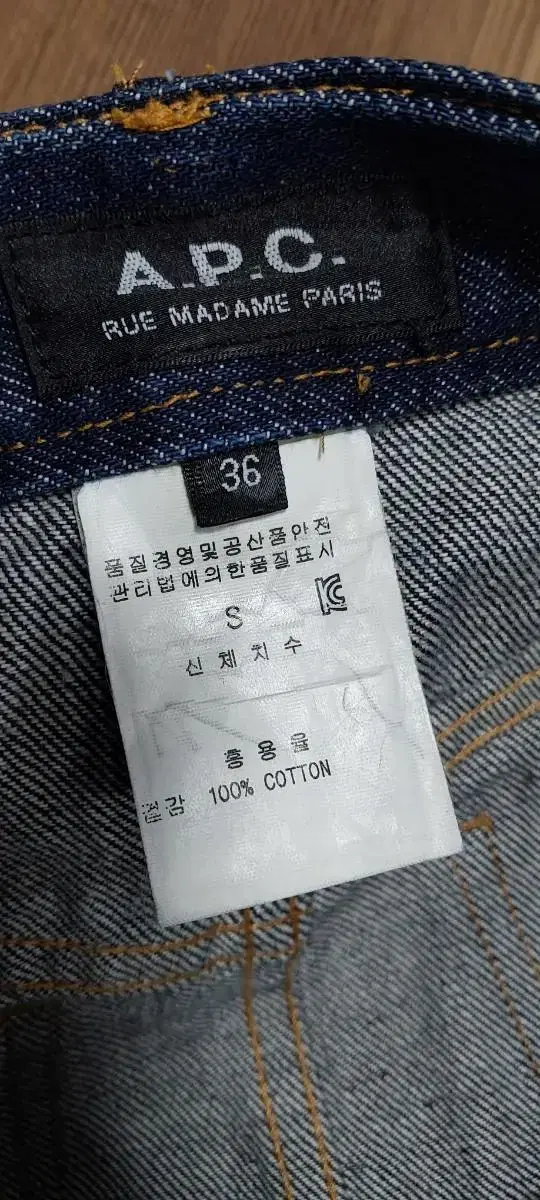 A.P.C.
RUE MADAME PARIS
36
품질경영및공산품안전
관리법에의한품질표시
S
신체치수
혼용율
겉감 100% COTTON